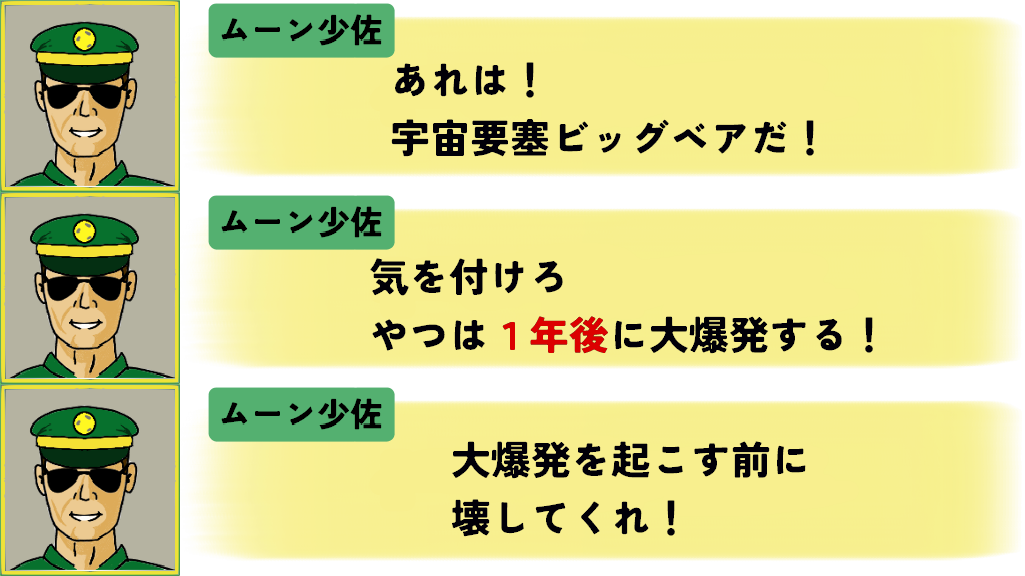 ムーン少佐
あれは！
宇宙要塞ビッグベアだ！
ムーン少佐
気を付けろ
やつは１年後に大爆発する！
ムーン少佐
大爆発を起こす前に
壊してくれ！